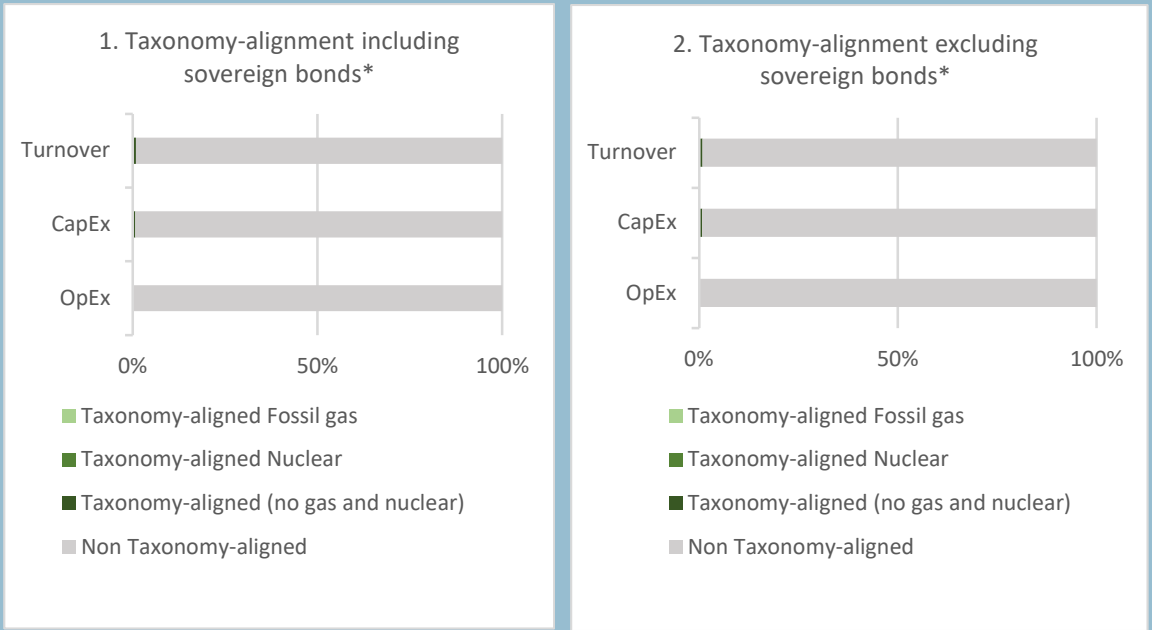 1. Taxonomy-alignment including
sovereign bonds*
Turnover
CapEx
OpEx
0%
50%
100%
Taxonomy-aligned Fossil gas
Taxonomy-aligned Nuclear
Taxonomy-aligned (no gas and nuclear)
Non Taxonomy-aligned
2. Taxonomy-alignment excluding
sovereign bonds*
Turnover
CapEx
OpEx
0%
50%
100%
Taxonomy-aligned Fossil gas
Taxonomy-aligned Nuclear
Taxonomy-aligned (no gas and nuclear)
Non Taxonomy-aligned